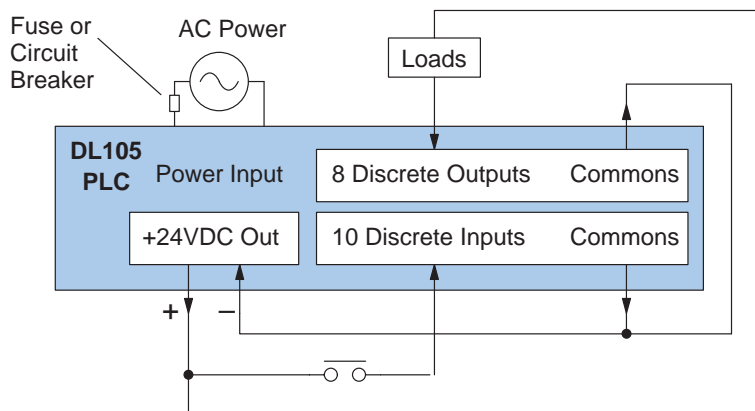 Fuse or
Circuit
Breaker
AC Power
Loads
DL105
PLC
Power Input
8 Discrete Outputs Commons
+24VDC Out
10 Discrete Inputs Commons
+ –